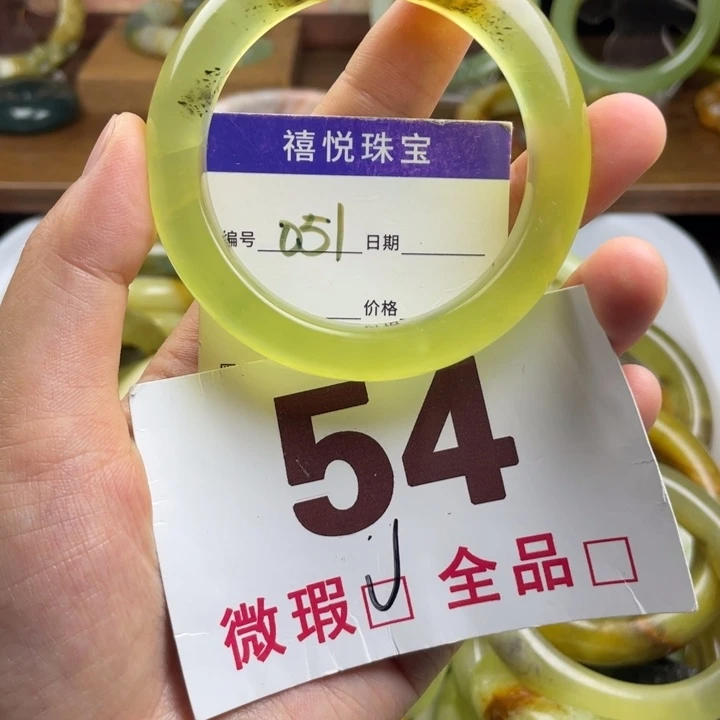 禧悦珠宝
编号 051 日期
价格
54
微瑕 全品